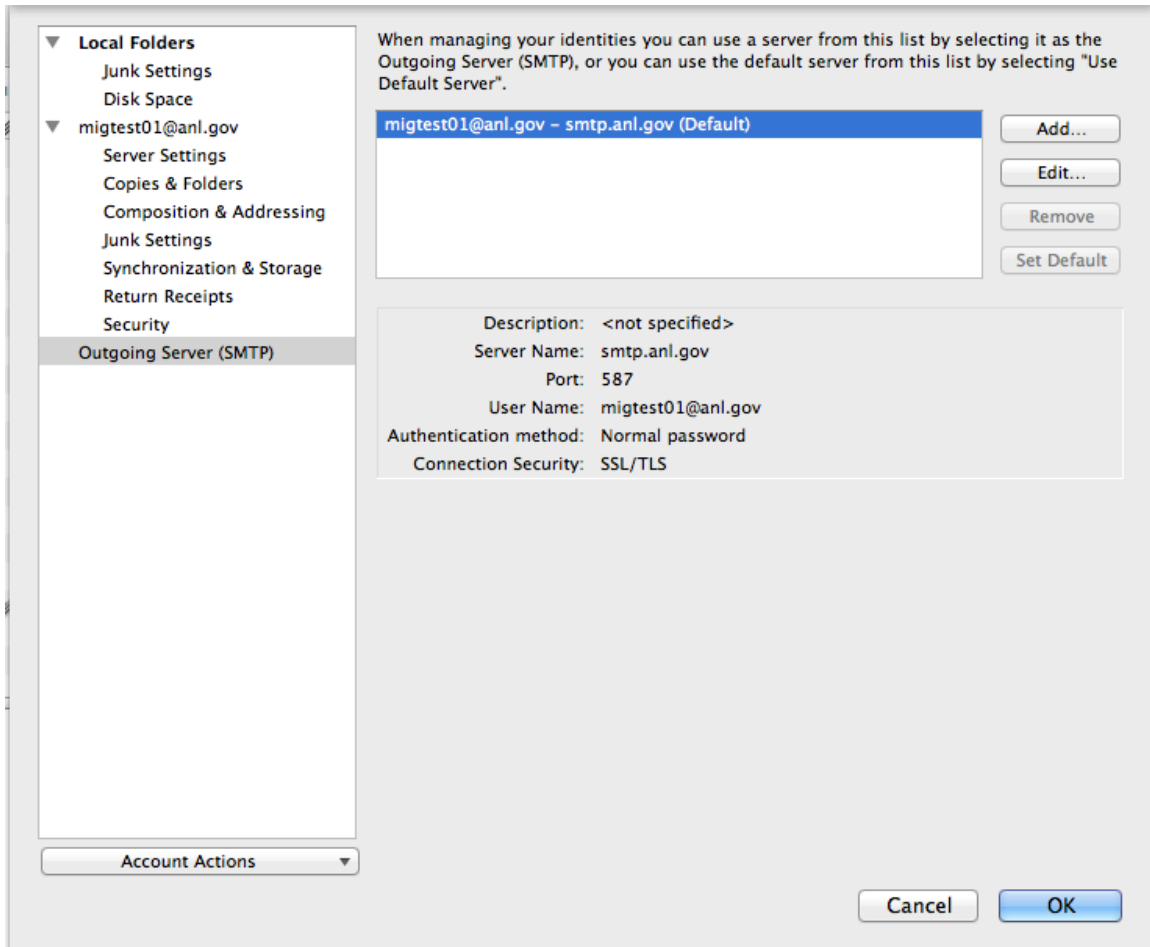 Local Folders
Junk Settings
Disk Space
migtest01@anl.gov
Server Settings
Copies & Folders
Composition & Addressing
Junk Settings
Synchronization & Storage
Return Receipts
Security
Outgoing Server (SMTP)
Account Actions
When managing your identities you can use a server from this list by selecting it as the
Outgoing Server (SMTP), or you can use the default server from this list by selecting "Use
Default Server".
migtest01@anl.gov – smtp.anl.gov (Default)
Add...
Edit...
Remove
Set Default
Description: <not specified>
Server Name: smtp.anl.gov
Port: 587
User Name: migtest01@anl.gov
Authentication method: Normal password
Connection Security: SSL/TLS
Cancel
OK